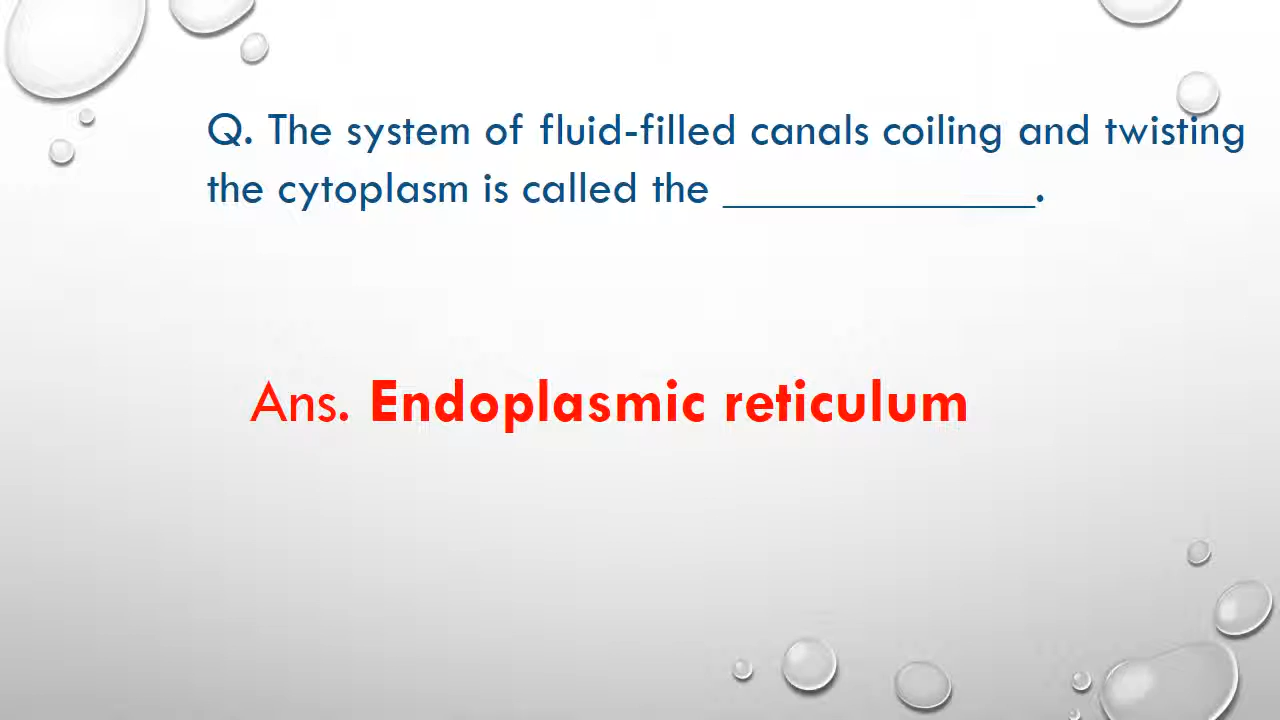 Q. The system of fluid-filled canals coiling and twisting
the cytoplasm is called the _______________.
Ans. Endoplasmic reticulum